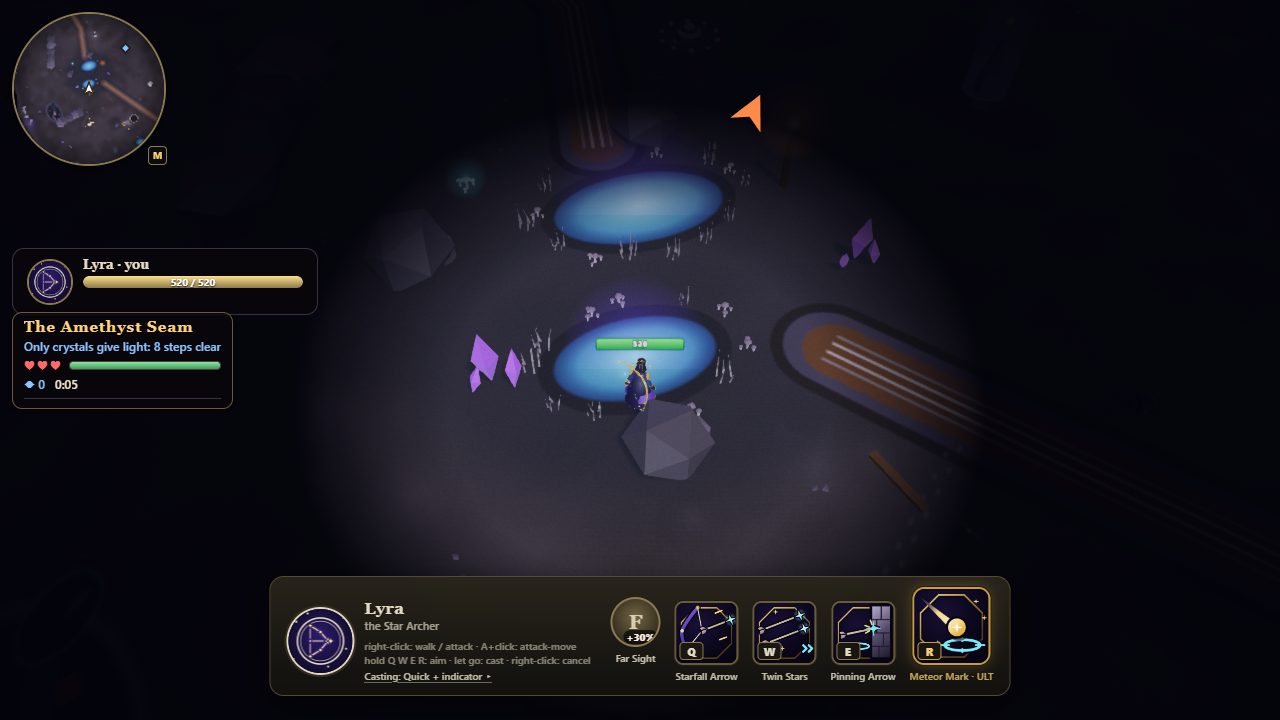 M
Lyra · you
520 / 520
The Amethyst Seam
Only crystals give light: 8 steps clear
0 0:05
Lyra
the Star Archer
right-click: walk / attack · A+click: attack-move
hold Q W E R: aim · let go: cast · right-click: cancel
Casting: Quick + indicator
F
+30%
Far Sight
Q
Starfall Arrow
W
Twin Stars
E
Pinning Arrow
R
Meteor Mark · ULT